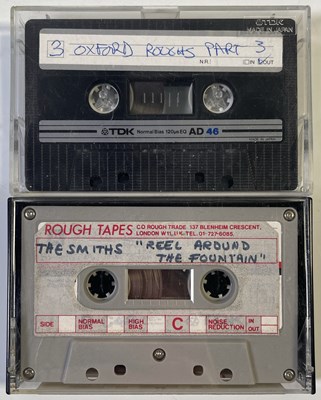 TDK
MADE IN JAPAN
3 OXFORD ROUGHS PART 3
NR IN OUT
TDK Normal Bias 120µs EQ AD 46
ROUGH TAPES C.O ROUGH TRADE. 137 BLENHEIM CRESCENT,
LONDON W11, TEL. 01-727-6085.
THE SMITHS "REEL AROUND
THE FOUNTAIN"
SIDE NORMAL BIAS HIGH BIAS C NOISE REDUCTION IN OUT